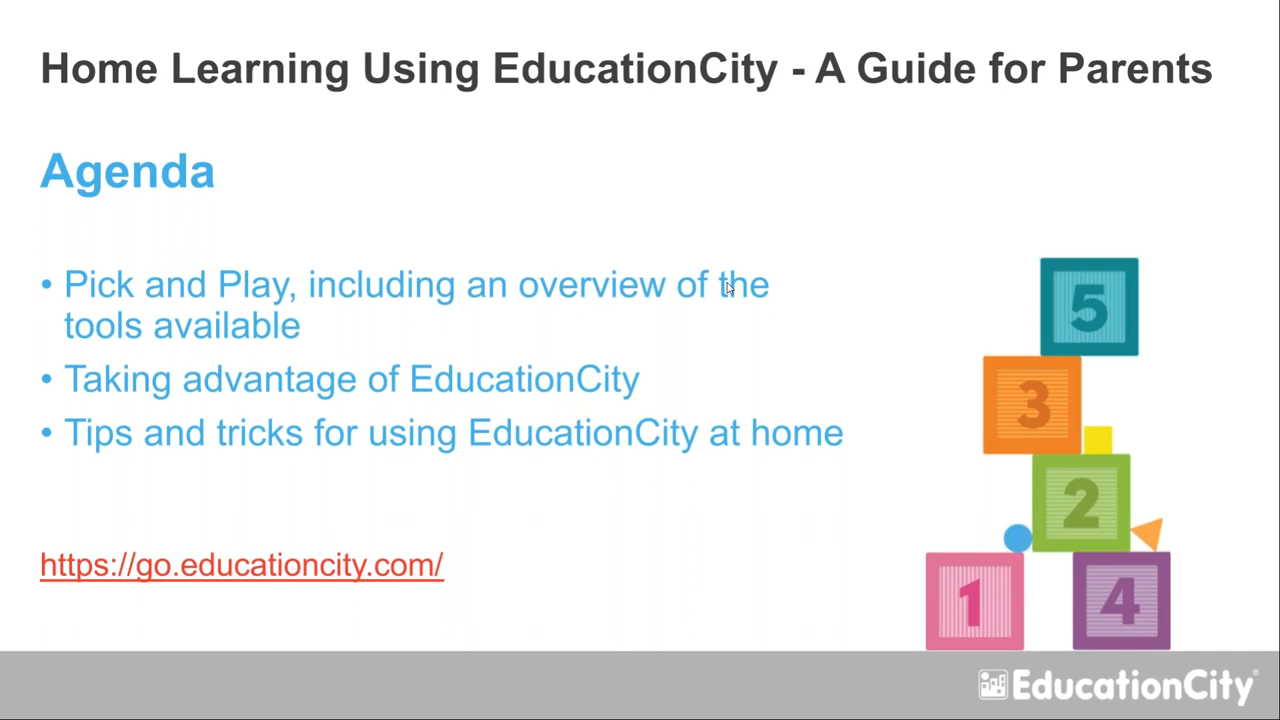 Home Learning Using EducationCity - A Guide for Parents
Agenda
• Pick and Play, including an overview of the
tools available
• Taking advantage of EducationCity
• Tips and tricks for using EducationCity at home
https://go.educationcity.com/
5
3
2
1
4
EducationCity®